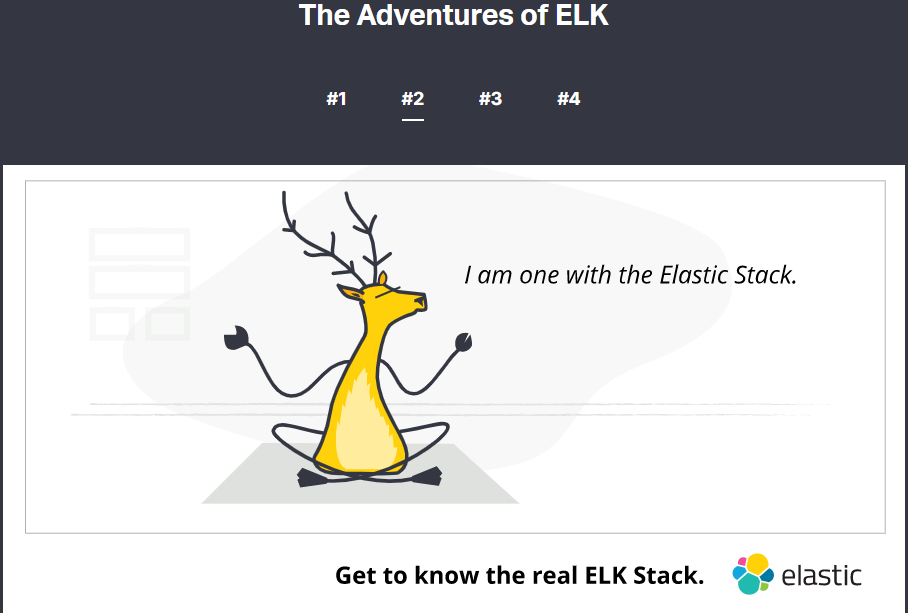 The Adventures of ELK
#1 #2 #3 #4
I am one with the Elastic Stack.
Get to know the real ELK Stack.
elastic